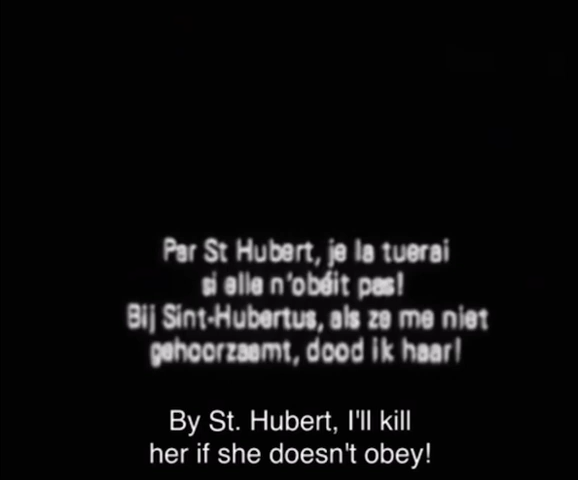 Par St Hubert, je la tuerai
si elle n'obéit pas!
Bij Sint-Hubertus, als ze me niet
gehoorzaamt, dood ik haar!
By St. Hubert, I'll kill
her if she doesn't obey!